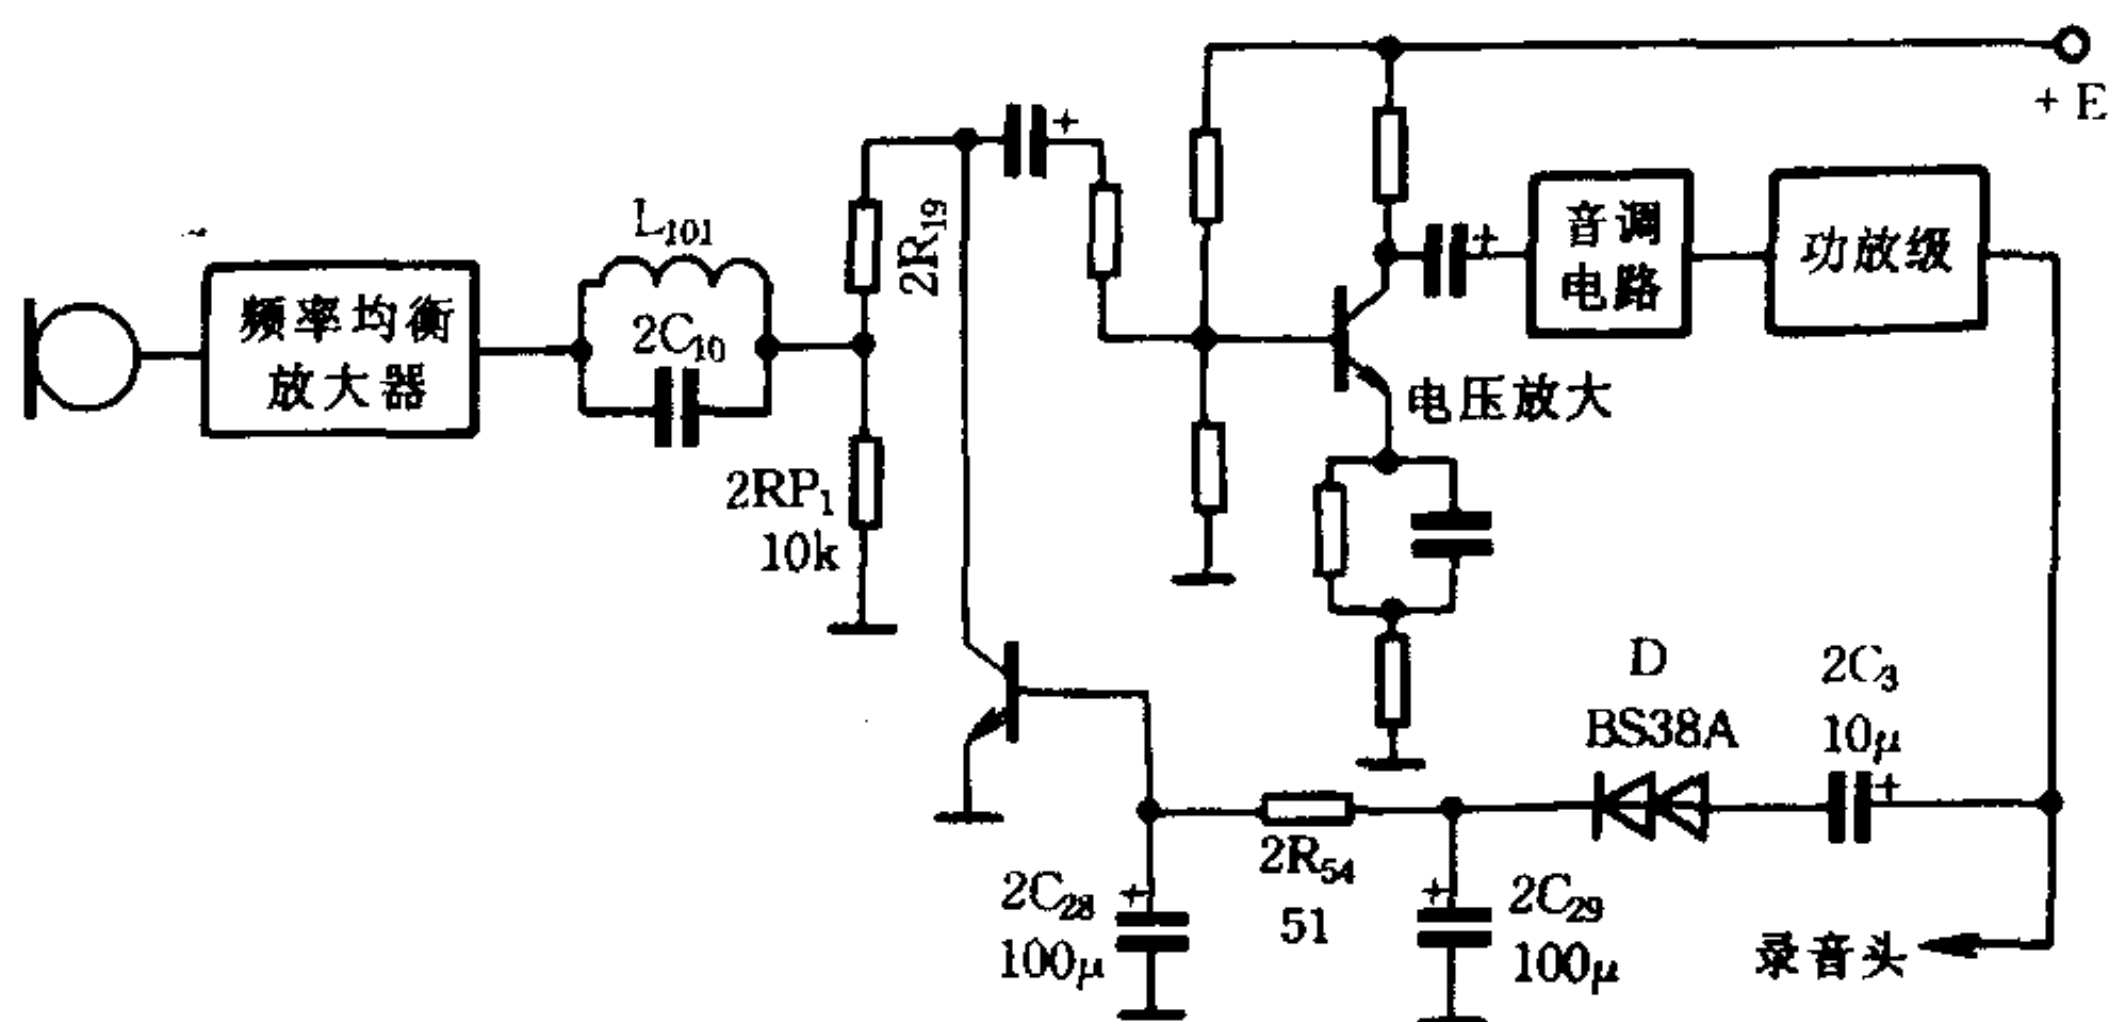 + E
L₁₀₁
2C₁₀
2R₁₉
频率均衡
放大器
音调
电路
功放级
电压放大
2RP₁
10k
D
BS38A
2C₃
10μ
+
+
+
2R₅₄
51
2C₂₈
100μ
+
2C₂₉
100μ
+
录音头